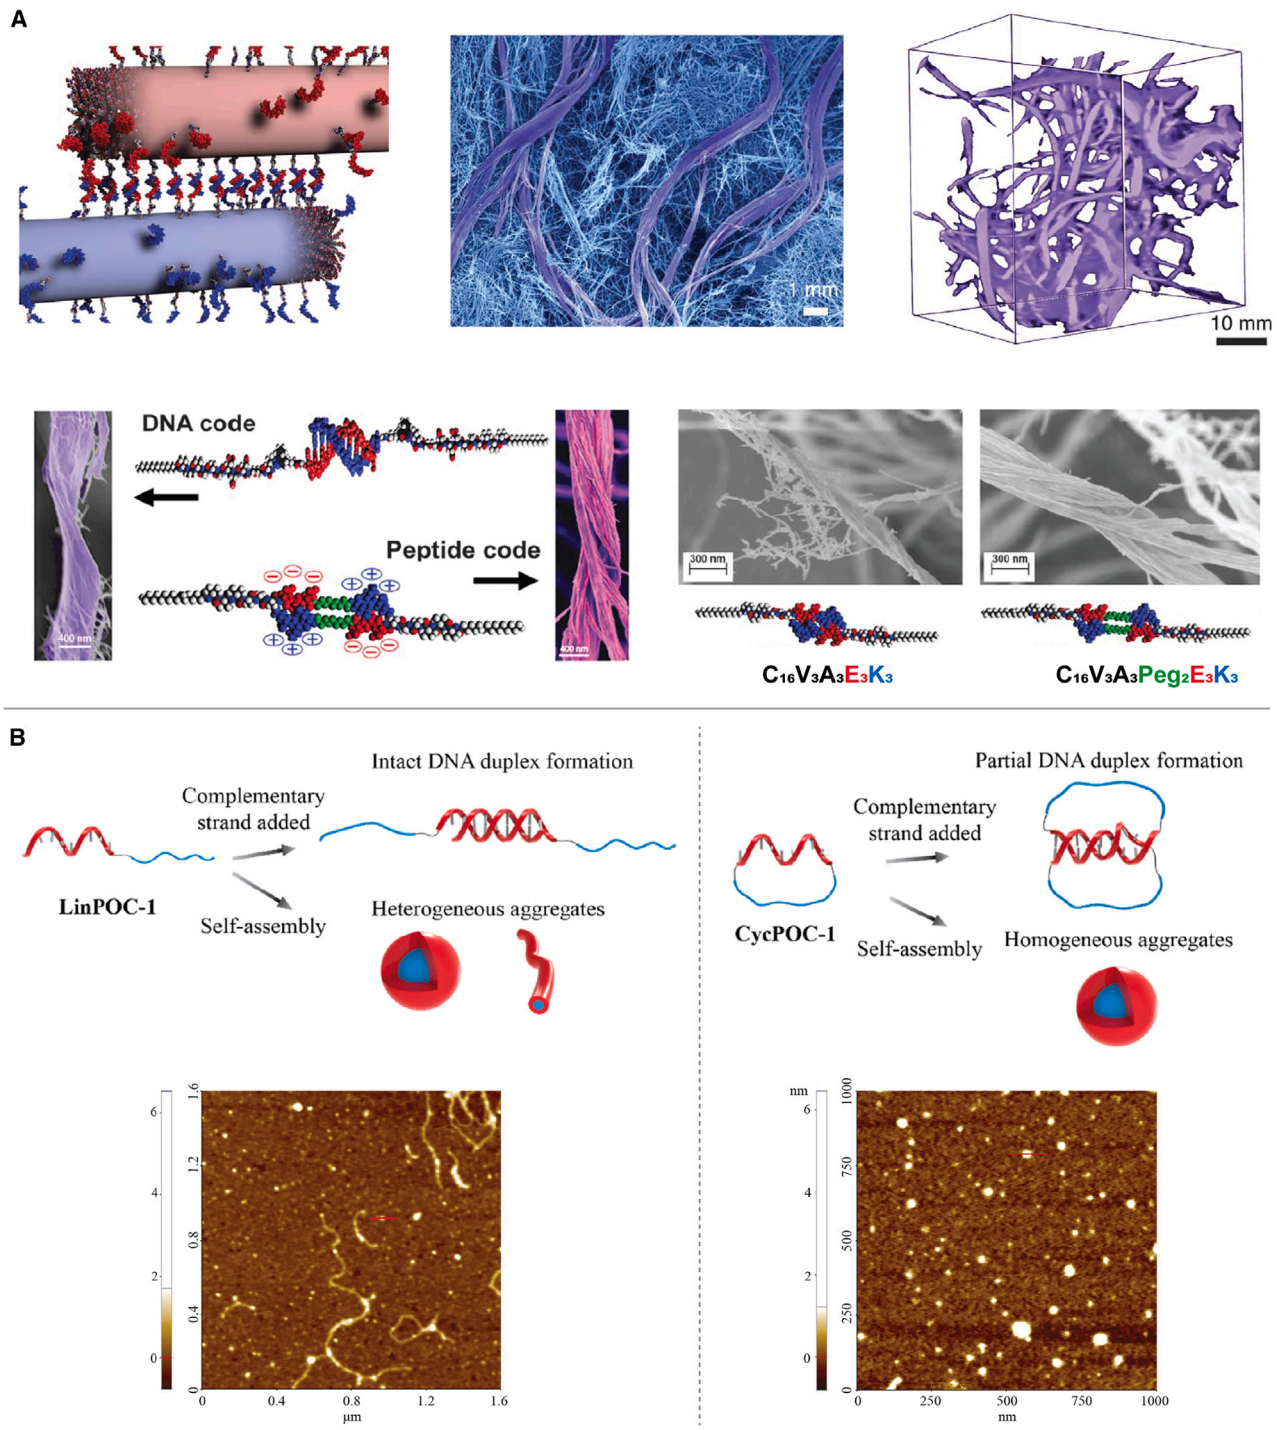 A
1 mm
10 mm
DNA code
Peptide code
400 nm
400 nm
300 nm
300 nm
C₁₆V₃A₃E₃K₃
C₁₆V₃A₃Peg₂E₃K₃
B
Intact DNA duplex formation
Complementary
strand added
LinPOC-1
Self-assembly
Heterogeneous aggregates
Partial DNA duplex formation
Complementary
strand added
CycPOC-1
Self-assembly
Homogeneous aggregates
6
4
2
0
1.6
1.2
0.8
0.4
0
0
0.4
0.8
1.2
1.6
μm
nm
6
4
2
0
1000
750
500
250
0
0
250
500
750
1000
nm